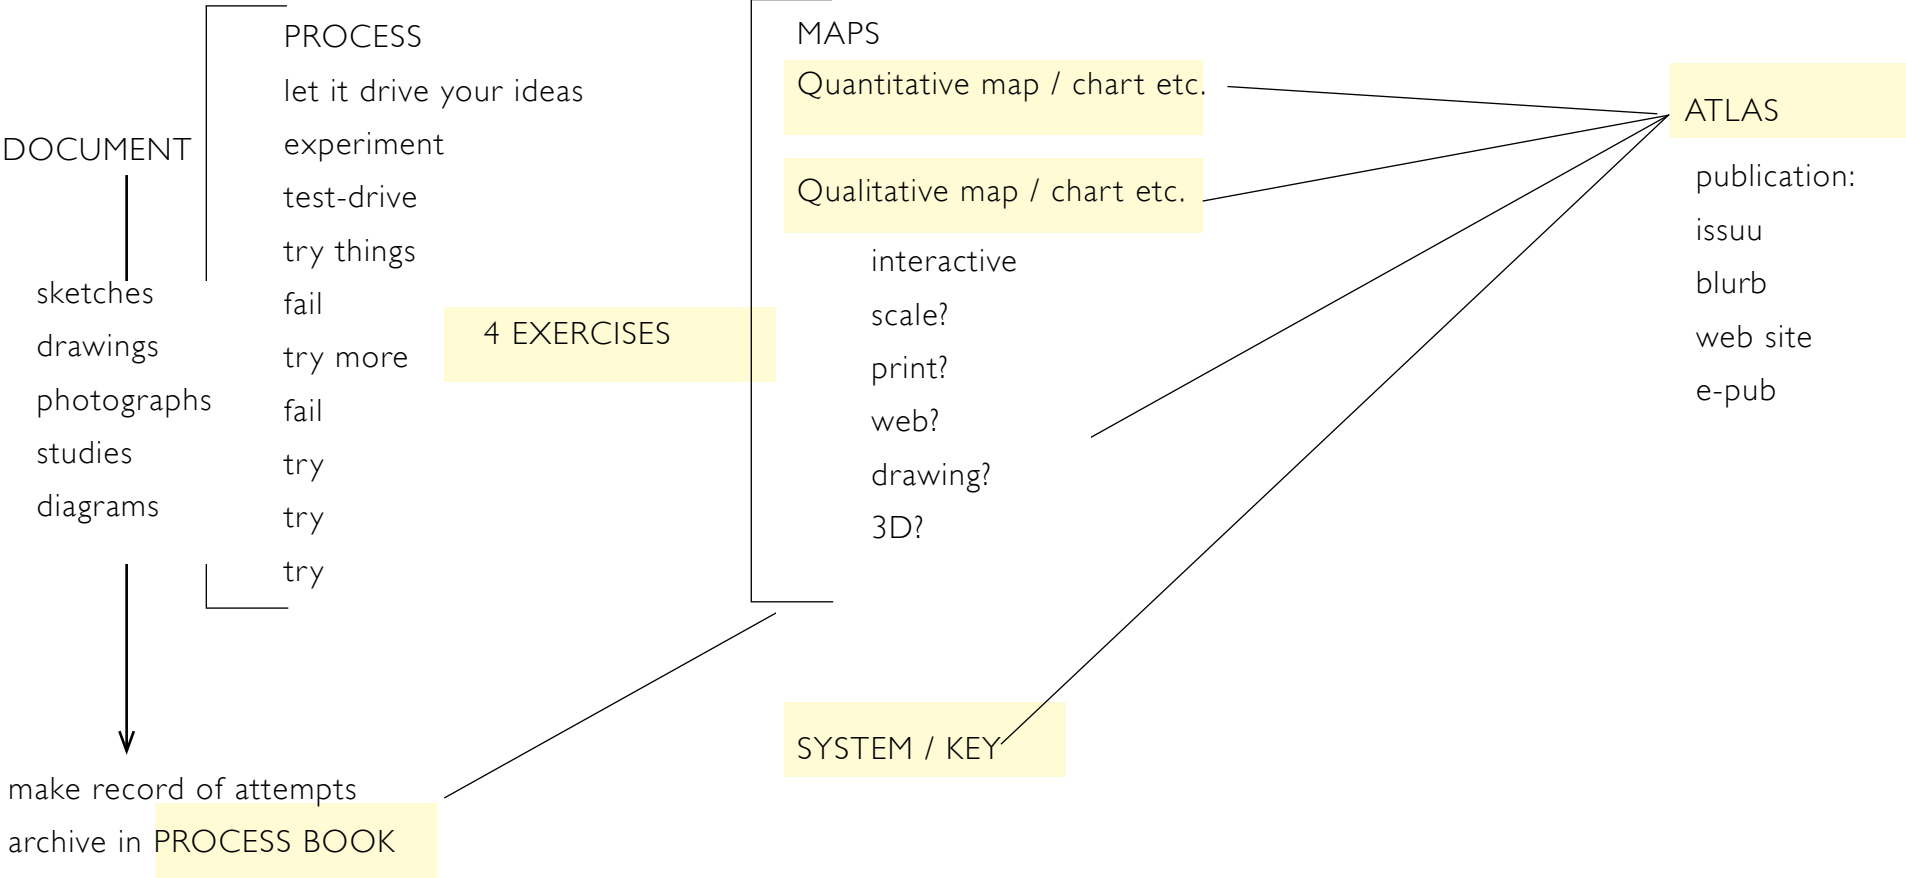 DOCUMENT
sketches
drawings
photographs
studies
diagrams
make record of attempts
archive in PROCESS BOOK
PROCESS
let it drive your ideas
experiment
test-drive
try things
fail
try more
fail
try
try
try
4 EXERCISES
MAPS
Quantitative map / chart etc.
Qualitative map / chart etc.
interactive
scale?
print?
web?
drawing?
3D?
SYSTEM / KEY
ATLAS
publication:
issuu
blurb
web site
e-pub